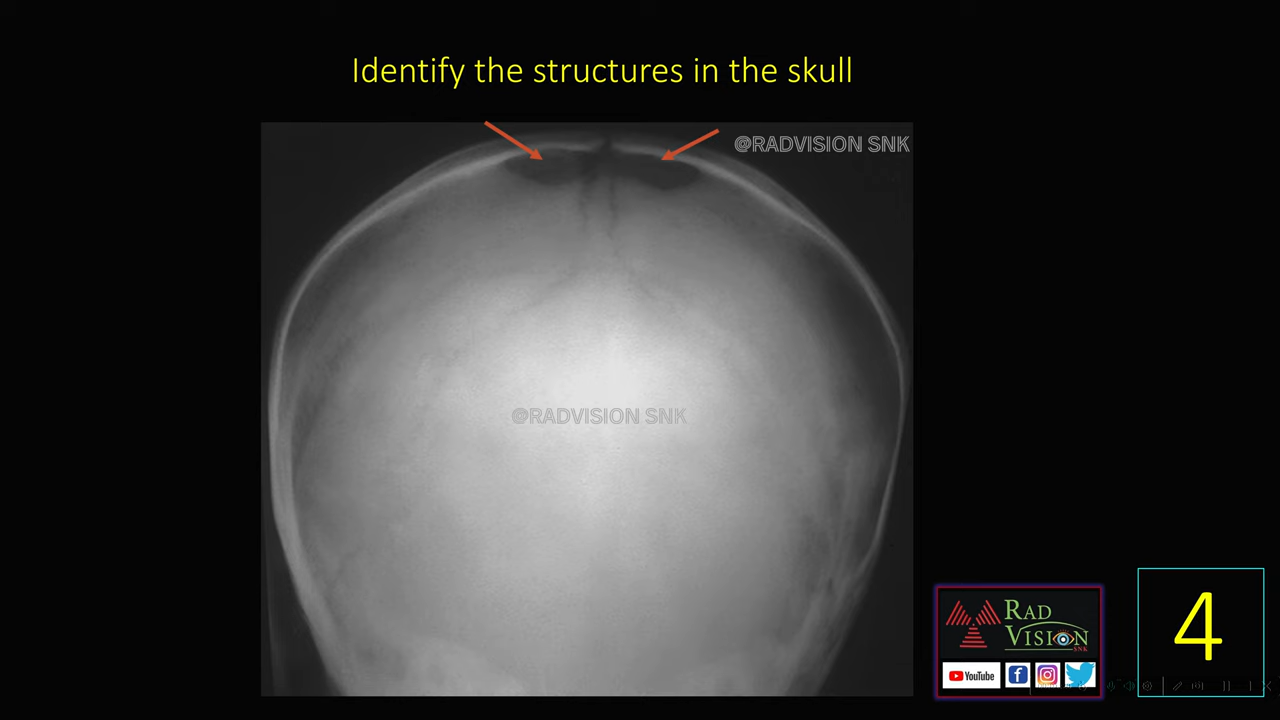 Identify the structures in the skull
@RADVISION SNK
@RADVISION SNK
RAD
VISION
SNK
YouTube
4